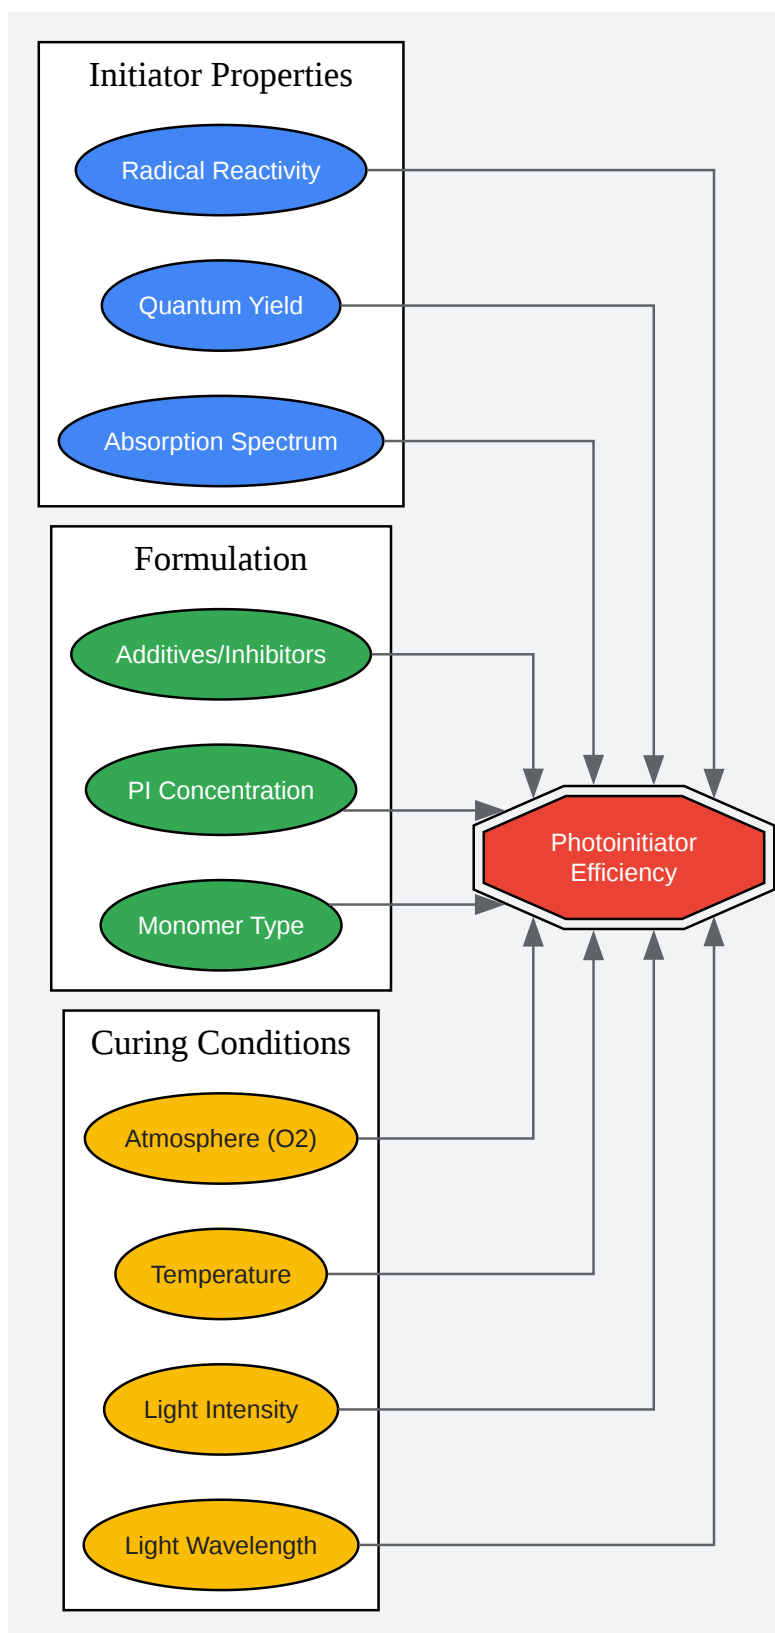 Initiator Properties
Radical Reactivity
Quantum Yield
Absorption Spectrum
Formulation
Additives/Inhibitors
PI Concentration
Monomer Type
Photoinitiator
Efficiency
Curing Conditions
Atmosphere (O2)
Temperature
Light Intensity
Light Wavelength